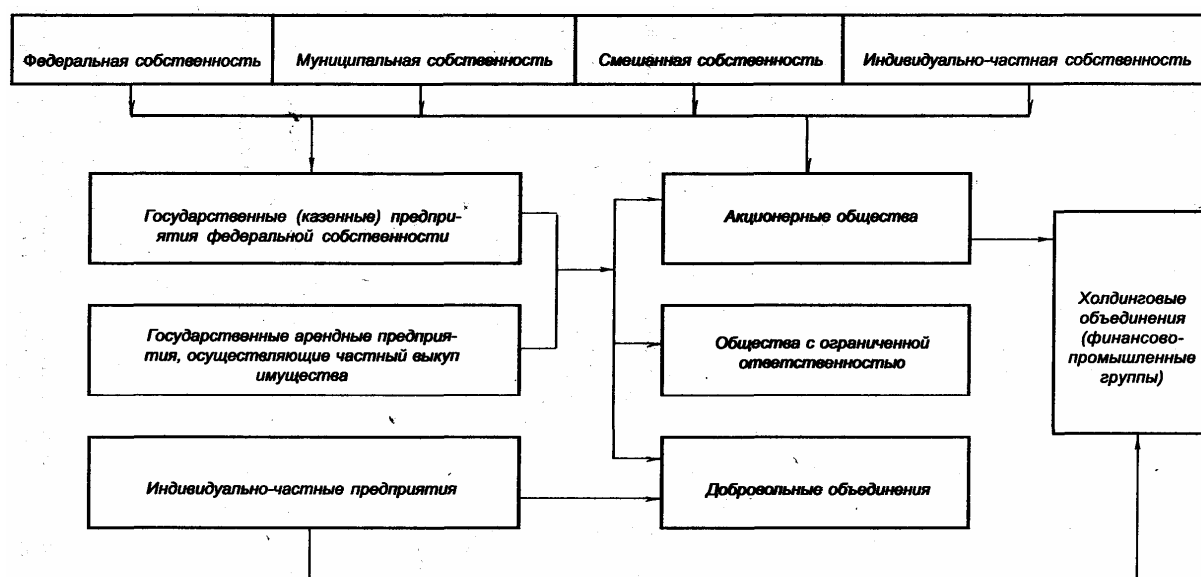 Федеральная собственность
Муниципальная собственность
Смешанная собственность
Индивидуально-частная собственность
Государственные (казенные) предпри-
ятия федеральной собственности
Акционерные общества
Государственные арендные предприя-
тия, осуществляющие частный выкуп
имущества
Общества с ограниченной
ответственностью
Индивидуально-частные предприятия
Добровольные объединения
Холдинговые
объединения
(финансово-
промышленные
группы)